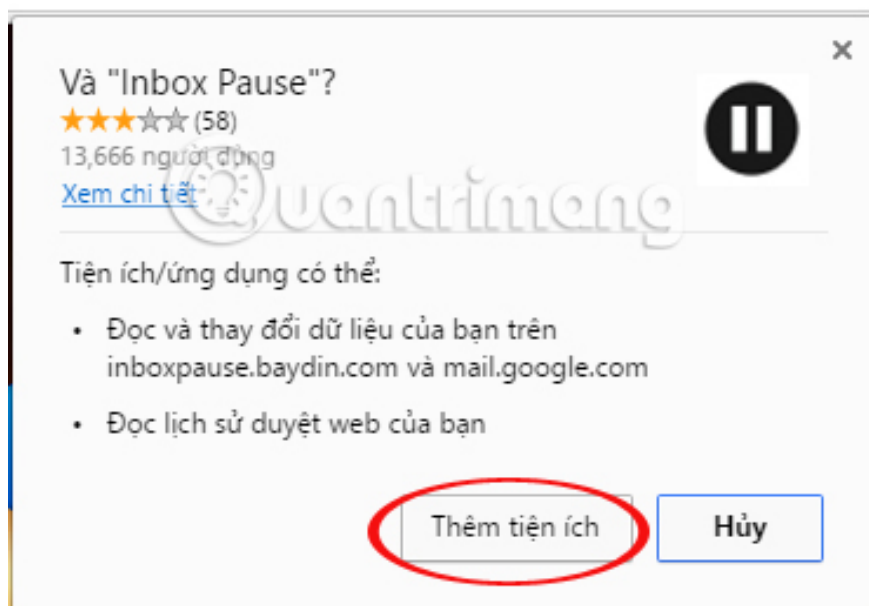 Và "Inbox Pause"?
(58)
13,666 người dùng
Xem chi tiết
Quantrimang
Tiện ích/ứng dụng có thể:
• Đọc và thay đổi dữ liệu của bạn trên
inboxpause.baydin.com và mail.google.com
• Đọc lịch sử duyệt web của bạn
Thêm tiện ích
Hủy